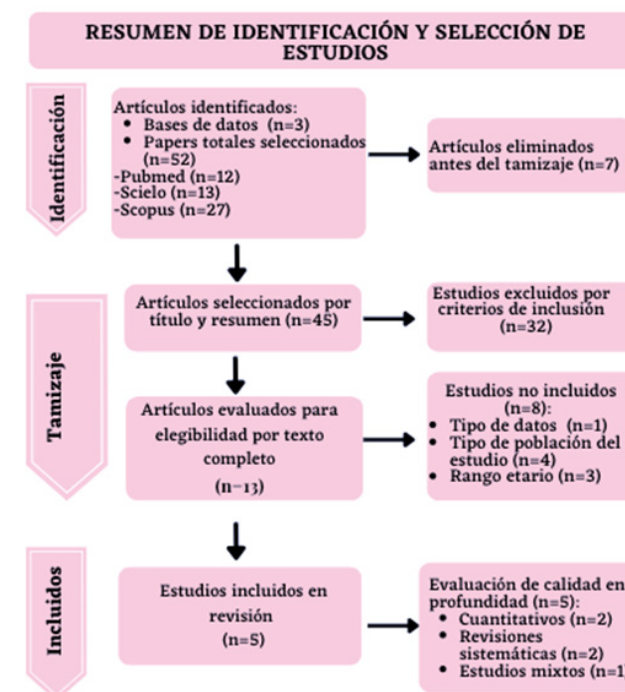 RESUMEN DE IDENTIFICACIÓN Y SELECCIÓN DE
ESTUDIOS
Identificación
Artículos identificados:
• Bases de datos (n=3)
• Papers totales seleccionados
(n=52)
-Pubmed (n=12)
-Scielo (n=13)
-Scopus (n=27)
Artículos eliminados
antes del tamizaje (n=7)
Tamizaje
Artículos seleccionados por
título y resumen (n=45)
Estudios excluidos por
criterios de inclusión
(n=32)
Artículos evaluados para
elegibilidad por texto
completo
(n=13)
Estudios no incluidos
(n=8):
• Tipo de datos (n=1)
• Tipo de población del
estudio (n=4)
• Rango etario (n=3)
Incluidos
Estudios incluidos en
revisión
(n=5)
Evaluación de calidad en
profundidad (n=5):
• Cuantitativos (n=2)
• Revisiones
sistemáticas (n=2)
• Estudios mixtos (n=1